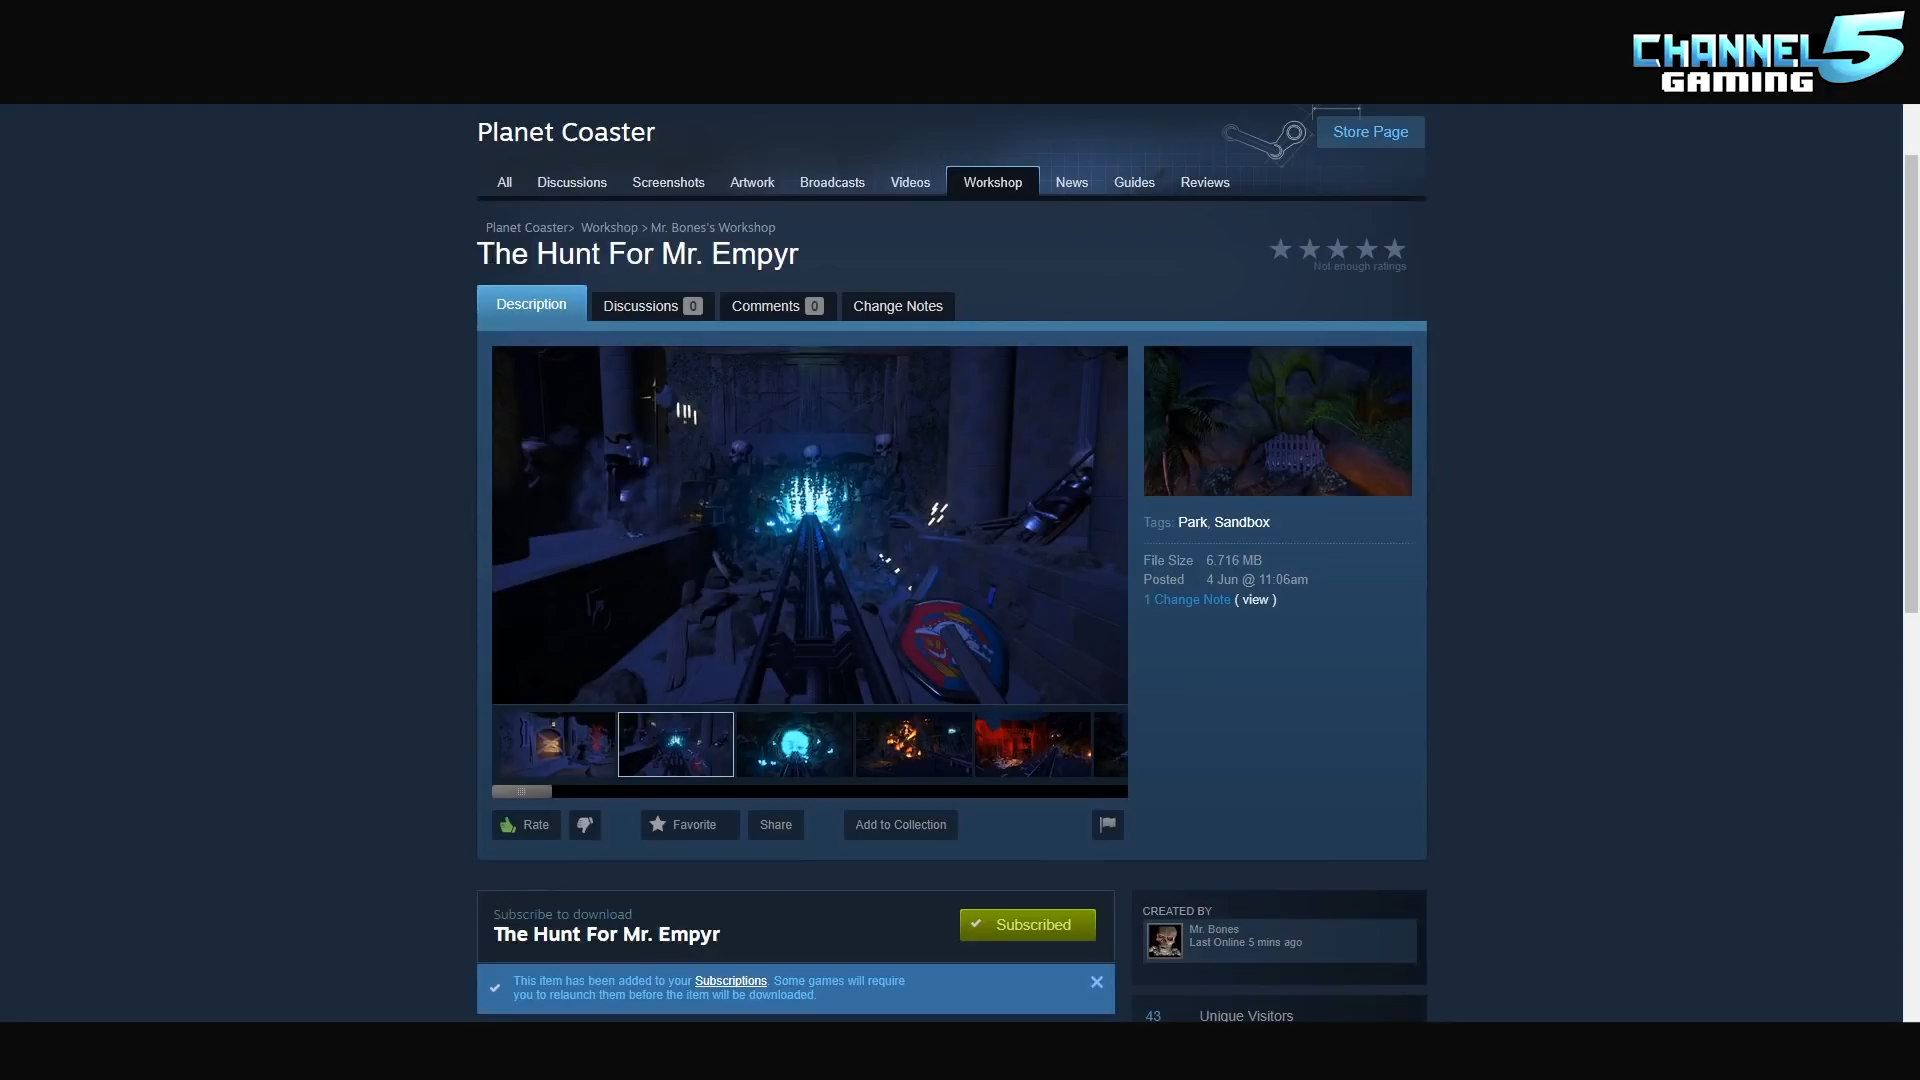 CHANNEL 5
GAMING
Planet Coaster
Store Page
All
Discussions
Screenshots
Artwork
Broadcasts
Videos
Workshop
News
Guides
Reviews
Planet Coaster> Workshop > Mr. Bones's Workshop
The Hunt For Mr. Empyr
Not enough ratings
Description
Discussions 0
Comments 0
Change Notes
Tags: Park, Sandbox
File Size 6.716 MB
Posted 4 Jun @ 11:06am
1 Change Note ( view )
Rate
Favorite
Share
Add to Collection
Subscribe to download
The Hunt For Mr. Empyr
Subscribed
This item has been added to your Subscriptions. Some games will require
you to relaunch them before the item will be downloaded.
CREATED BY
Mr. Bones
Last Online 5 mins ago
43 Unique Visitors